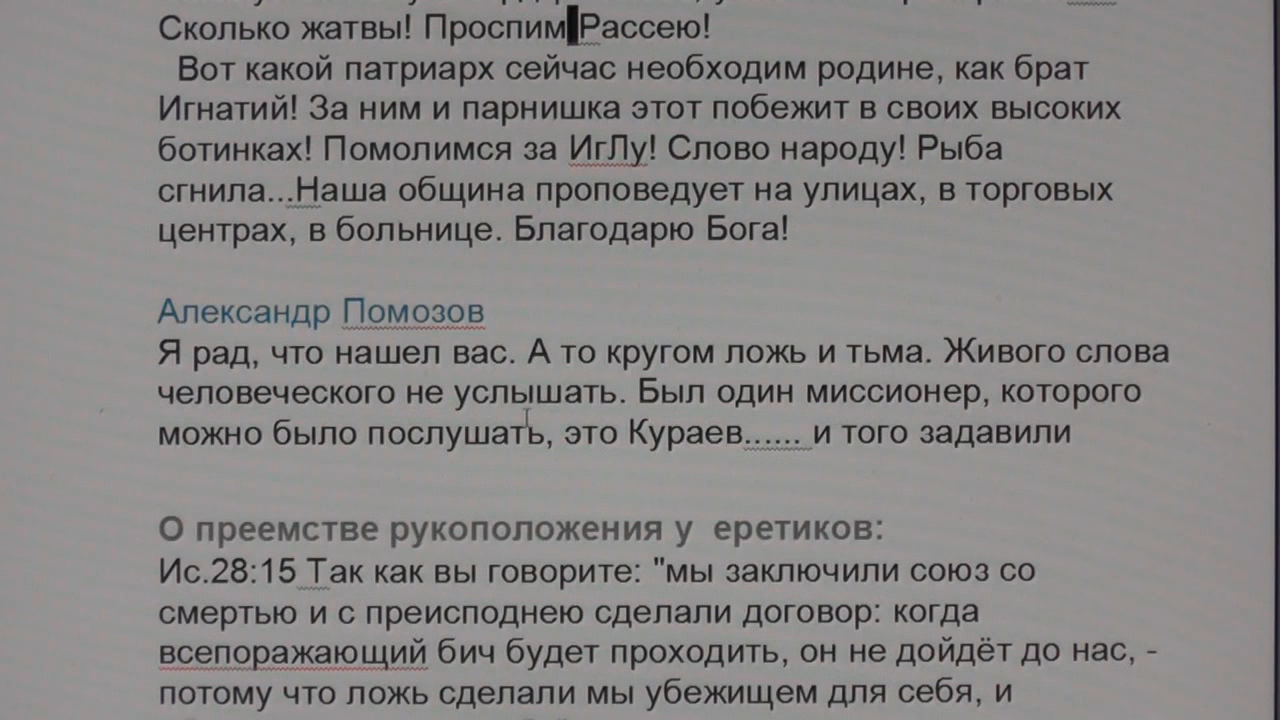 Сколько жатвы! Проспим Рассею!
Вот какой патриарх сейчас необходим родине, как брат
Игнатий! За ним и парнишка этот побежит в своих высоких
ботинках! Помолимся за ИгЛу! Слово народу! Рыба
сгнила...Наша община проповедует на улицах, в торговых
центрах, в больнице. Благодарю Бога!
Александр Помозов
Я рад, что нашел вас. А то кругом ложь и тьма. Живого слова
человеческого не услышать. Был один миссионер, которого
можно было послушать, это Кураев...... и того задавили
О преемстве рукоположения у еретиков:
Ис.28:15 Так как вы говорите: "мы заключили союз со
смертью и с преисподнею сделали договор: когда
всепоражающий бич будет проходить, он не дойдёт до нас, -
потому что ложь сделали мы убежищем для себя, и